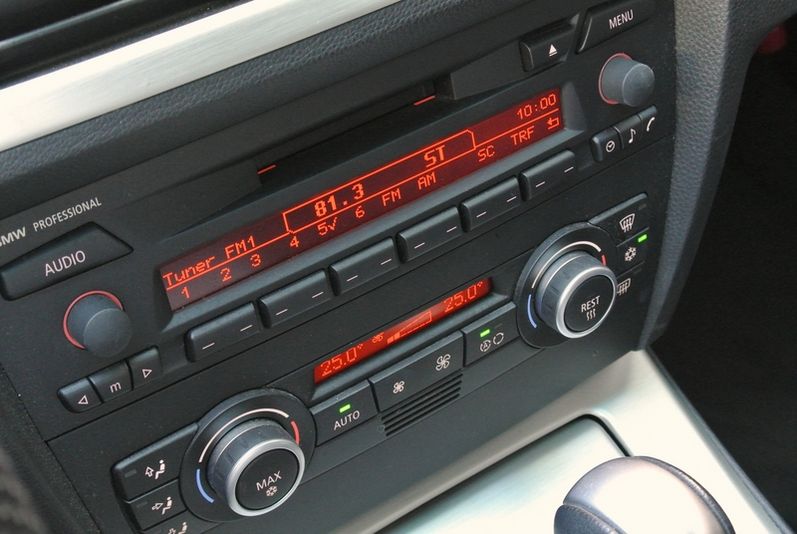 MENU
10:00
81.3 ST
Tuner FM1
1 2 3 4 5√ 6 FM AM SC TRF
BMW PROFESSIONAL
AUDIO
m
25.0° 25.0°
REST
AUTO
MAX